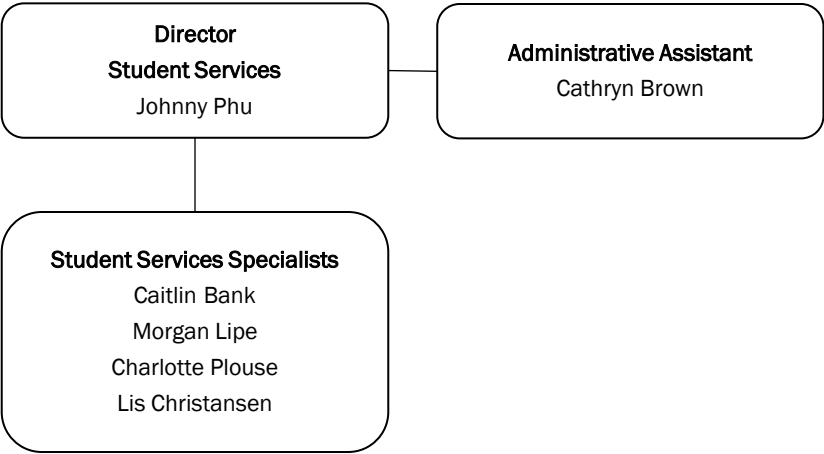 Director
Student Services
Johnny Phu
Administrative Assistant
Cathryn Brown
Student Services Specialists
Caitlin Bank
Morgan Lipe
Charlotte Plouse
Lis Christansen